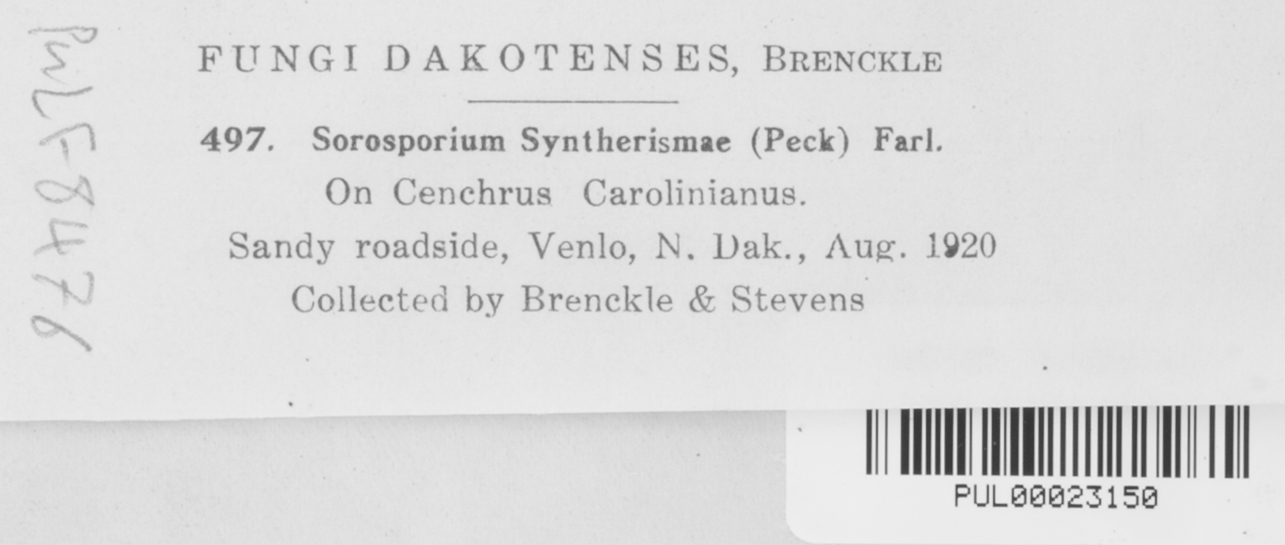 FUNGI DAKOTENSES, BRENCKLE
497. Sorosporium Syntherismae (Peck) Farl.
On Cenchrus Carolinianus.
Sandy roadside, Venlo, N. Dak., Aug. 1920
Collected by Brenckle & Stevens
PUL F-8476
PUL00023150